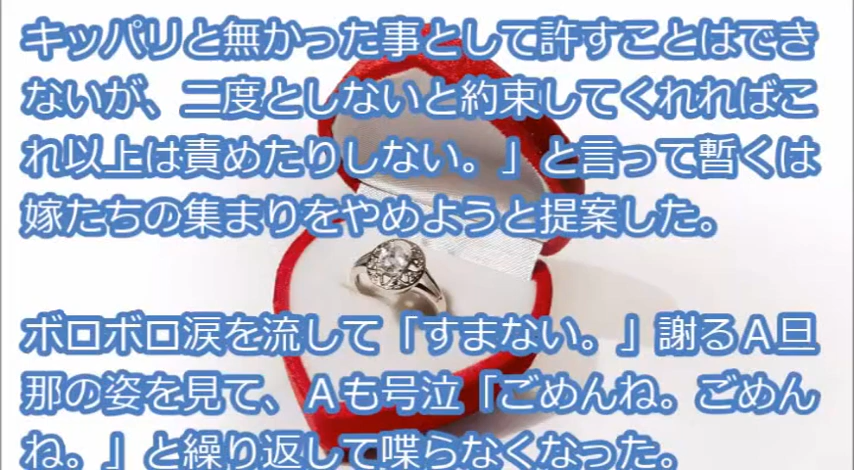 キッパリと無かった事として許すことはでき
ないが、二度としないと約束してくれればこ
れ以上は責めたりしない。」と言って暫くは
嫁たちの集まりをやめようと提案した。
ボロボロ涙を流して「すまない。」謝るＡ旦
那の姿を見て、Ａも号泣「ごめんね。ごめん
ね。」と繰り返して喋らなくなった。